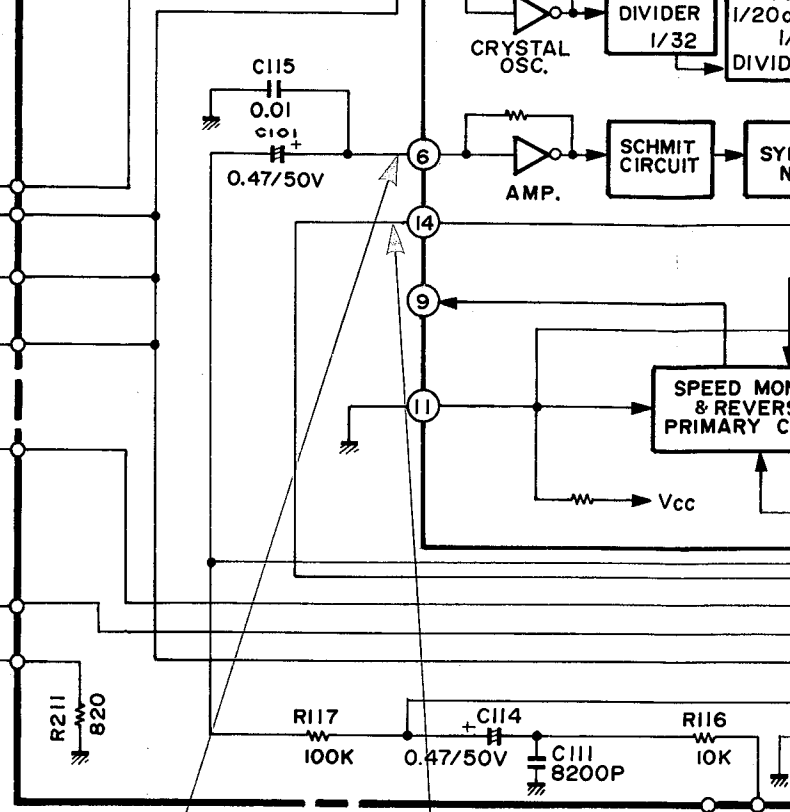 CRYSTAL
OSC.
DIVIDER
1/32
1/20
1/
DIVID
C115
0.01
C101
+
0.47/50V
6
AMP.
SCHMIT
CIRCUIT
SY
N
14
9
11
SPEED MON
& REVERS
PRIMARY C
Vcc
R211
820
R117
100K
+
C114
0.47/50V
C111
8200P
R116
10K